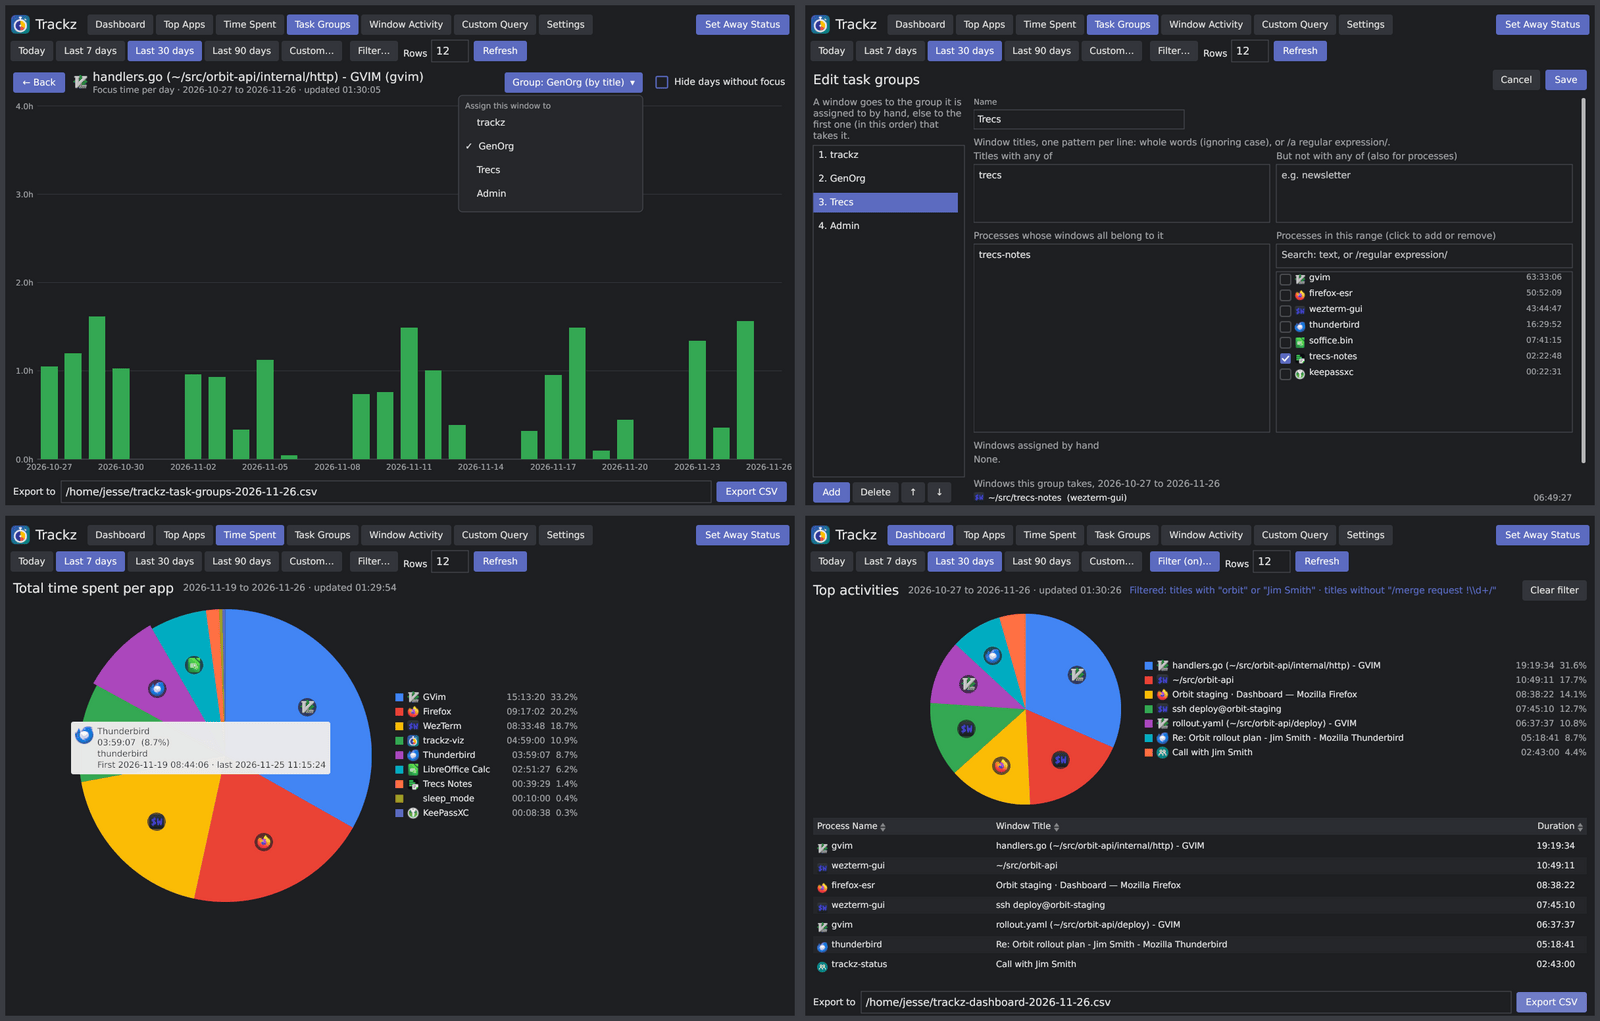 Trackz Dashboard Top Apps Time Spent Task Groups Window Activity Custom Query Settings Set Away Status
Today Last 7 days Last 30 days Last 90 days Custom... Filter... Rows 12 Refresh
← Back handlers.go (~/src/orbit-api/internal/http) - GVIM (gvim) Group: GenOrg (by title) ▾ Hide days without focus
Focus time per day · 2026-10-27 to 2026-11-26 · updated 01:30:05
Assign this window to
trackz
✓ GenOrg
Trecs
Admin
4.0h
3.0h
2.0h
1.0h
0.0h
2026-10-27 2026-10-30 2026-11-02 2026-11-05 2026-11-08 2026-11-11 2026-11-14 2026-11-17 2026-11-20 2026-11-23 2026-11-26
Export to /home/jesse/trackz-task-groups-2026-11-26.csv Export CSV
Trackz Dashboard Top Apps Time Spent Task Groups Window Activity Custom Query Settings Set Away Status
Today Last 7 days Last 30 days Last 90 days Custom... Filter... Rows 12 Refresh
Edit task groups Cancel Save
A window goes to the group it is
assigned to by hand, else to the
first one (in this order) that
takes it.
1. trackz
2. GenOrg
3. Trecs
4. Admin
Add Delete ↑ ↓
Name
Trecs
Window titles, one pattern per line: whole words (ignoring case), or /a regular expression/.
Titles with any of
trecs
But not with any of (also for processes)
e.g. newsletter
Processes whose windows all belong to it
trecs-notes
Processes in this range (click to add or remove)
Search: text, or /regular expression/
gvim 63:33:06
firefox-esr 50:52:09
wezterm-gui 43:44:47
thunderbird 16:29:52
soffice.bin 07:41:15
trecs-notes 02:22:48
keepassxc 00:22:31
Windows assigned by hand
None.
Windows this group takes, 2026-10-27 to 2026-11-26
~/src/trecs-notes (wezterm-gui) 06:49:27
Trackz Dashboard Top Apps Time Spent Task Groups Window Activity Custom Query Settings Set Away Status
Today Last 7 days Last 30 days Last 90 days Custom... Filter... Rows 12 Refresh
Total time spent per app 2026-11-19 to 2026-11-26 · updated 01:29:54
Thunderbird
03:59:07 (8.7%)
thunderbird
First 2026-11-19 08:44:06 · last 2026-11-25 11:15:24
GVim 15:13:20 33.2%
Firefox 09:17:02 20.2%
WezTerm 08:33:48 18.7%
trackz-viz 04:59:00 10.9%
Thunderbird 03:59:07 8.7%
LibreOffice Calc 02:51:27 6.2%
Trecs Notes 00:39:29 1.4%
sleep_mode 00:10:00 0.4%
KeePassXC 00:08:38 0.3%
Trackz Dashboard Top Apps Time Spent Task Groups Window Activity Custom Query Settings Set Away Status
Today Last 7 days Last 30 days Last 90 days Custom... Filter (on)... Rows 12 Refresh
Top activities 2026-10-27 to 2026-11-26 · updated 01:30:26 Filtered: titles with "orbit" or "Jim Smith" · titles without "/merge request !\\d+/" Clear filter
handlers.go (~/src/orbit-api/internal/http) - GVIM 19:19:34 31.6%
~/src/orbit-api 10:49:11 17.7%
Orbit staging · Dashboard — Mozilla Firefox 08:38:22 14.1%
ssh deploy@orbit-staging 07:45:10 12.7%
rollout.yaml (~/src/orbit-api/deploy) - GVIM 06:37:37 10.8%
Re: Orbit rollout plan - Jim Smith - Mozilla Thunderbird 05:18:41 8.7%
Call with Jim Smith 02:43:00 4.4%
Process Name Window Title Duration
gvim handlers.go (~/src/orbit-api/internal/http) - GVIM 19:19:34
wezterm-gui ~/src/orbit-api 10:49:11
firefox-esr Orbit staging · Dashboard — Mozilla Firefox 08:38:22
wezterm-gui ssh deploy@orbit-staging 07:45:10
gvim rollout.yaml (~/src/orbit-api/deploy) - GVIM 06:37:37
thunderbird Re: Orbit rollout plan - Jim Smith - Mozilla Thunderbird 05:18:41
trackz-status Call with Jim Smith 02:43:00
Export to /home/jesse/trackz-dashboard-2026-11-26.csv Export CSV